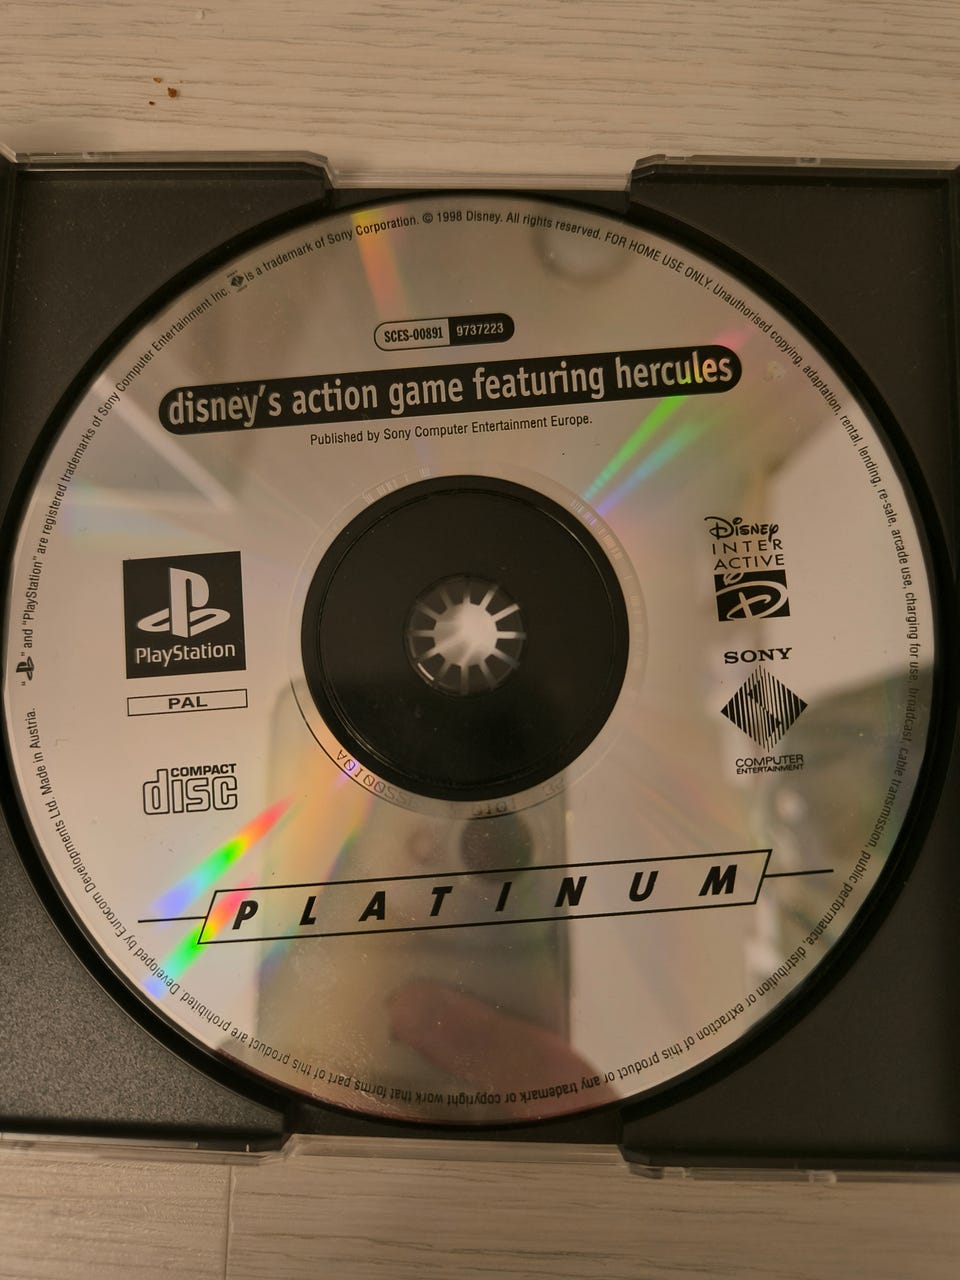 SCES-00891 9737223
disney's action game featuring hercules
Published by Sony Computer Entertainment Europe.
PlayStation
PAL
COMPACT
disc
DISNEY
INTER
ACTIVE
SONY
COMPUTER
ENTERTAINMENT
PLATINUM
" " and "PlayStation" are registered trademarks of Sony Computer Entertainment Inc. is a trademark of Sony Corporation. © 1998 Disney. All rights reserved. FOR HOME USE ONLY. Unauthorised copying, adaptation, rental, lending, re-sale, arcade use, charging for use, broadcast, cable transmission, public performance, distribution or extraction of this product or any trademark or copyright work that forms part of this product are prohibited. Developed by Eurocom Developments Ltd. Made in Austria.